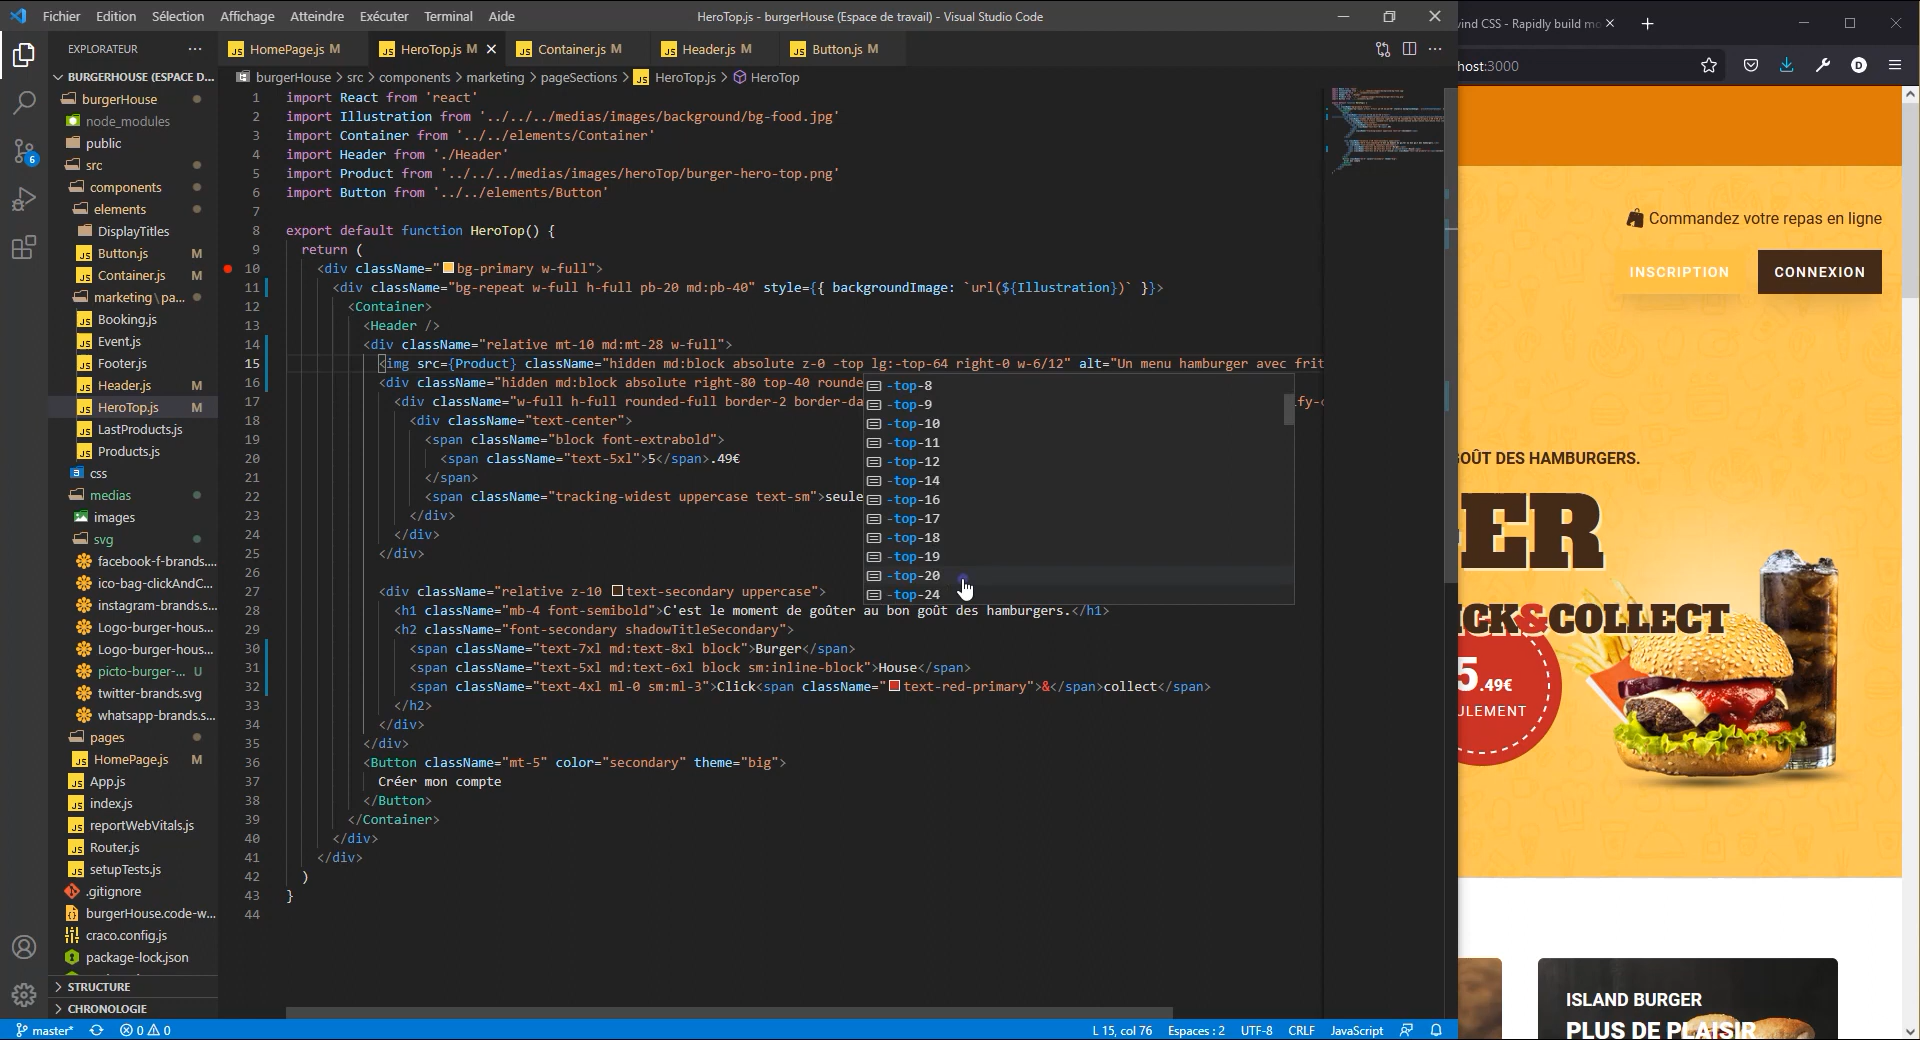 Fichier Edition Sélection Affichage Atteindre Exécuter Terminal Aide
HeroTop.js - burgerHouse (Espace de travail) - Visual Studio Code
EXPLORATEUR
BURGERHOUSE (ESPACE D...
burgerHouse
node_modules
public
src
components
elements
DisplayTitles
Button.js M
Container.js M
marketing\pa...
Booking.js
Event.js
Footer.js
Header.js M
HeroTop.js M
LastProducts.js
Products.js
css
medias
images
svg
facebook-f-brands....
ico-bag-clickAndC...
instagram-brands.s...
Logo-burger-hous...
Logo-burger-hous...
picto-burger-... U
twitter-brands.svg
whatsapp-brands.s...
pages
HomePage.js M
App.js
index.js
reportWebVitals.js
Router.js
setupTests.js
.gitignore
burgerHouse.code-w...
craco.config.js
package-lock.json
STRUCTURE
CHRONOLOGIE
6
HomePage.js M
HeroTop.js M
Container.js M
Header.js M
Button.js M
burgerHouse > src > components > marketing > pageSections > HeroTop.js > HeroTop
1 import React from 'react'
2 import Illustration from '../../../medias/images/background/bg-food.jpg'
3 import Container from '../../elements/Container'
4 import Header from './Header'
5 import Product from '../../../medias/images/heroTop/burger-hero-top.png'
6 import Button from '../../elements/Button'
7
8 export default function HeroTop() {
9 return (
10 <div className="bg-primary w-full">
11 <div className="bg-repeat w-full h-full pb-20 md:pb-40" style={{ backgroundImage: `url(${Illustration})` }}>
12 <Container>
13 <Header />
14 <div className="relative mt-10 md:mt-28 w-full">
15 <img src={Product} className="hidden md:block absolute z-0 -top lg:-top-64 right-0 w-6/12" alt="Un menu hamburger avec frit
16 <div className="hidden md:block absolute right-80 top-40 rounde
17 <div className="w-full h-full rounded-full border-2 border-da ify-c
18 <div className="text-center">
19 <span className="block font-extrabold">
20 <span className="text-5xl">5</span>.49€
21 </span>
22 <span className="tracking-widest uppercase text-sm">seule
23 </div>
24 </div>
25 </div>
26
27 <div className="relative z-10 text-secondary uppercase">
28 <h1 className="mb-4 font-semibold">C'est le moment de goûter au bon goût des hamburgers.</h1>
29 <h2 className="font-secondary shadowTitleSecondary">
30 <span className="text-7xl md:text-8xl block">Burger</span>
31 <span className="text-5xl md:text-6xl block sm:inline-block">House</span>
32 <span className="text-4xl ml-0 sm:ml-3">Click<span className="text-red-primary">&</span>collect</span>
33 </h2>
34 </div>
35 </div>
36 <Button className="mt-5" color="secondary" theme="big">
37 Créer mon compte
38 </Button>
39 </Container>
40 </div>
41 </div>
42 )
43 }
44
-top-8
-top-9
-top-10
-top-11
-top-12
-top-14
-top-16
-top-17
-top-18
-top-19
-top-20
-top-24
master* 0 0
L 15, col 76 Espaces : 2 UTF-8 CRLF JavaScript
vind CSS - Rapidly build mo
host:3000
D
Commandez votre repas en ligne
INSCRIPTION CONNEXION
GOÛT DES HAMBURGERS.
GER
ICK&COLLECT
5.49€
ULEMENT
ISLAND BURGER
PLUS DE PLAISIR